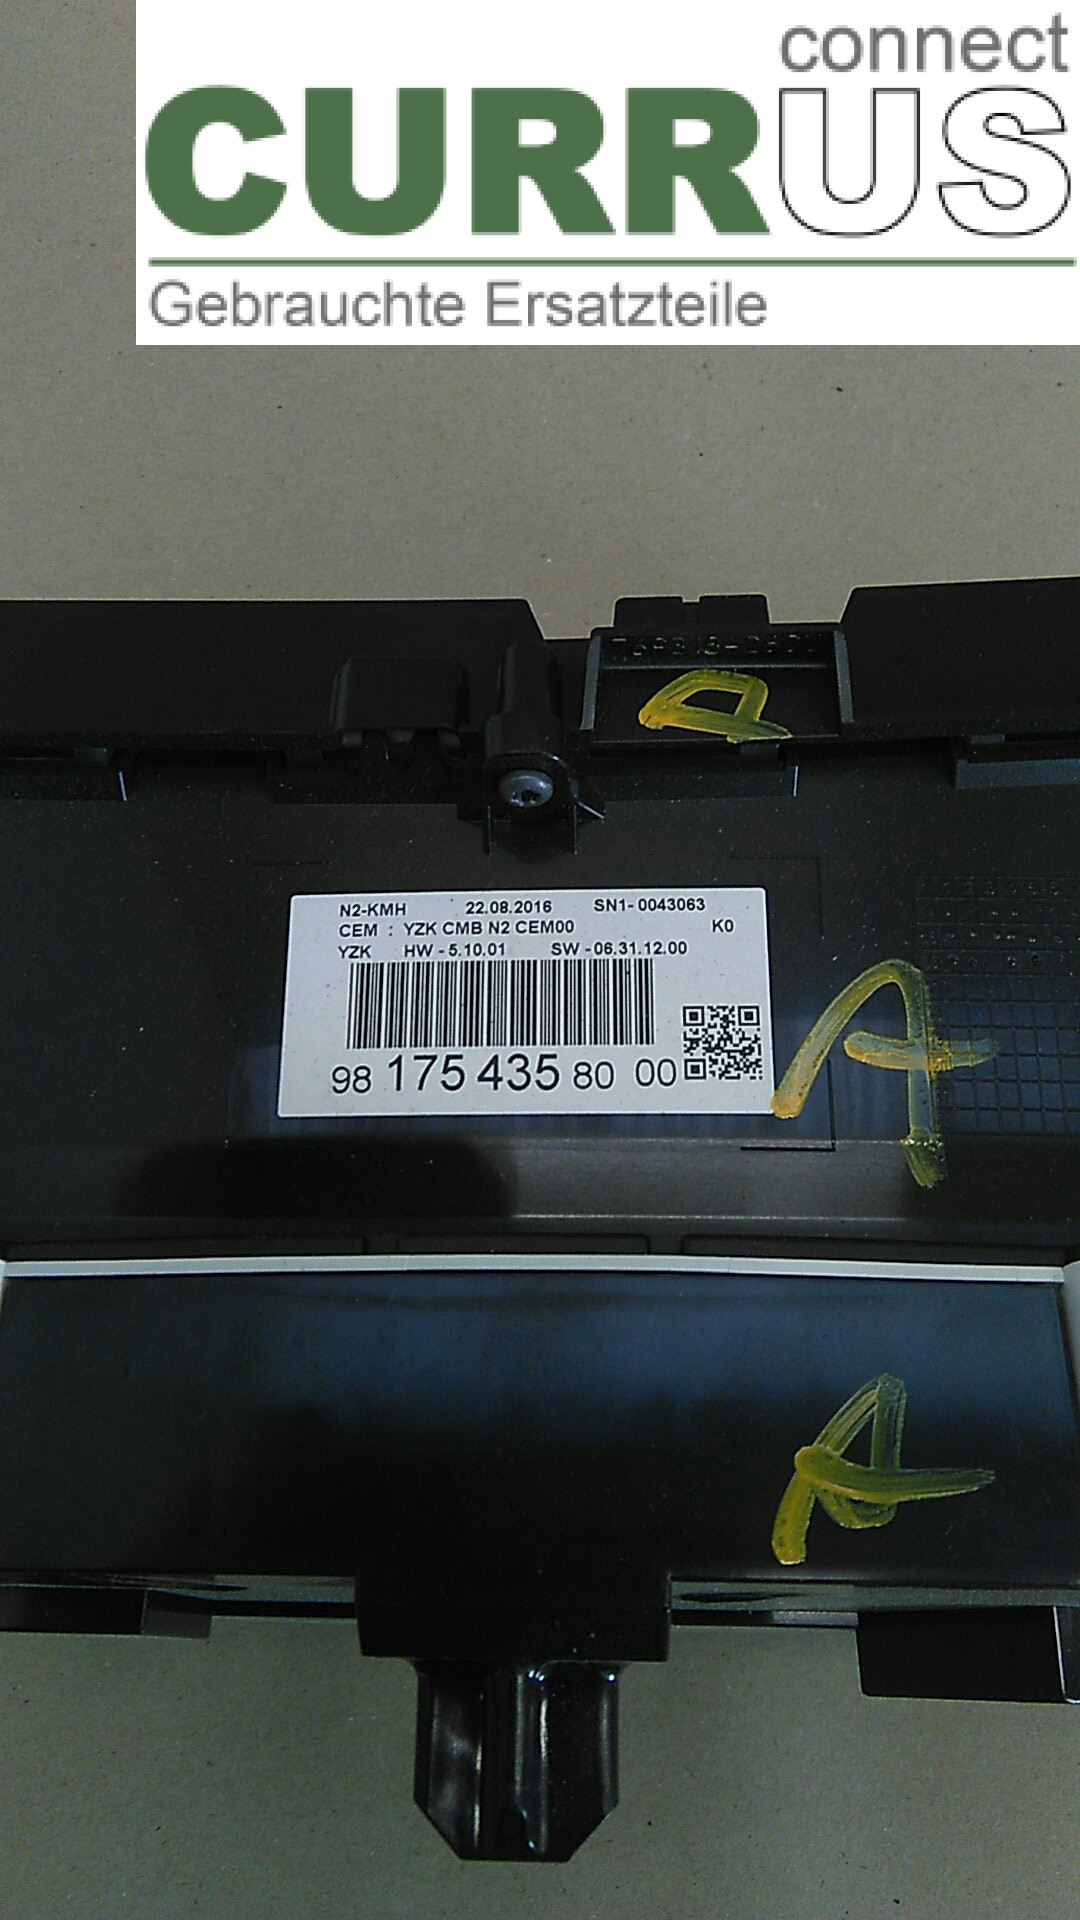 connect
CURRUS
Gebrauchte Ersatzteile
N2-KMH 22.08.2016 SN1-0043063
CEM : YZK CMB N2 CEM00 K0
YZK HW - 5.10.01 SW - 06.31.12.00
98 175 435 80 00
A